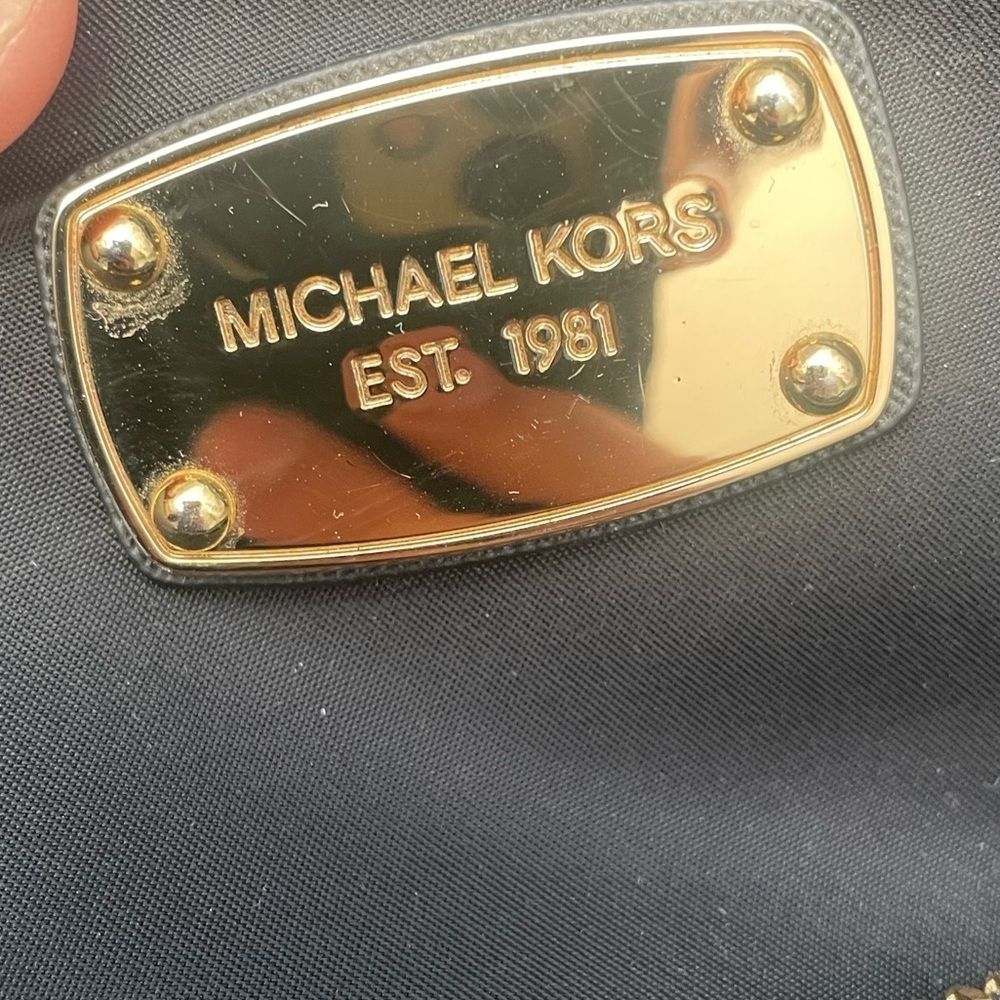 MICHAEL KORS
EST. 1981